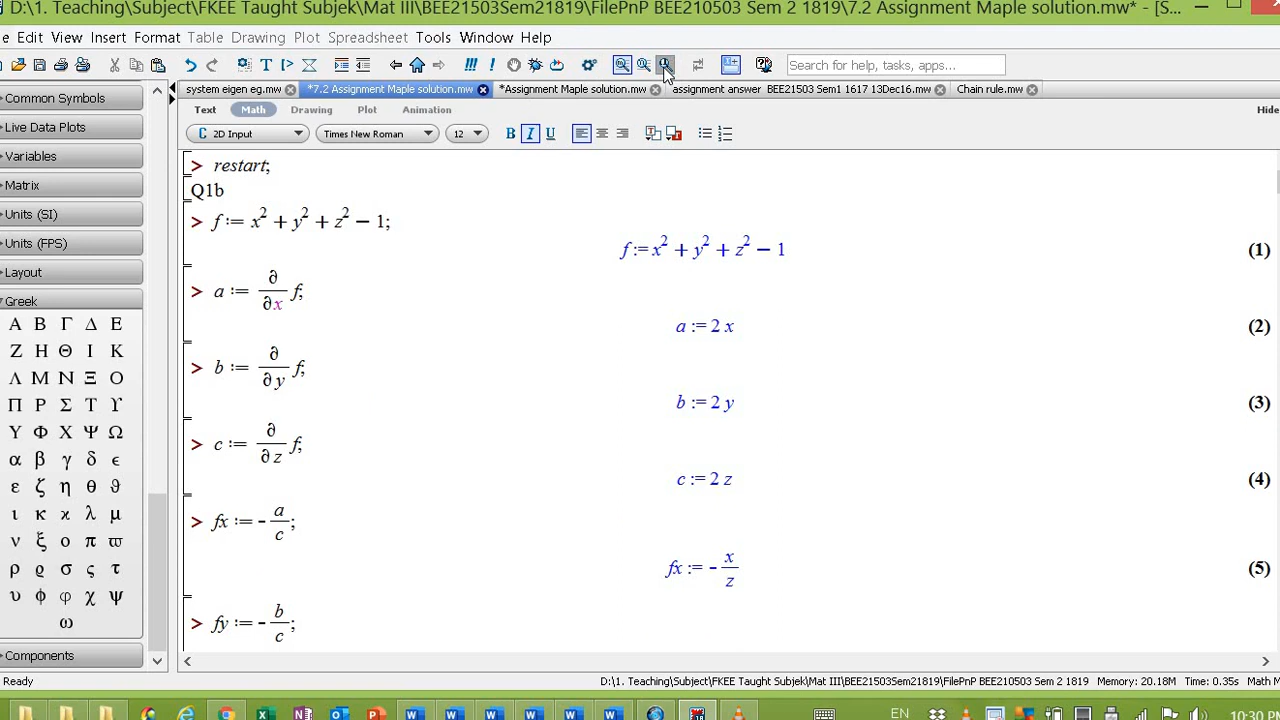 D:\1. Teaching\Subject\FKEE Taught Subjek\Mat III\BEE21503Sem21819\FilePnP BEE210503 Sem 2 1819\7.2 Assignment Maple solution.mw* - [S...
e Edit View Insert Format Table Drawing Plot Spreadsheet Tools Window Help
Search for help, tasks, apps...
system eigen eg.mw *7.2 Assignment Maple solution.mw *Assignment Maple solution.mw assignment answer BEE21503 Sem1 1617 13Dec16.mw Chain rule.mw
Text Math Drawing Plot Animation Hide
C 2D Input Times New Roman 12 B I U
Common Symbols
Live Data Plots
Variables
Matrix
Units (SI)
Units (FPS)
Layout
Greek
Α Β Γ Δ Ε
Ζ Η Θ Ι Κ
Λ Μ Ν Ξ Ο
Π Ρ Σ Τ ϒ
Υ Φ Χ Ψ Ω
α β γ δ ϵ
ε ζ η θ ϑ
ι κ ϰ λ μ
ν ξ ο π ϖ
ρ ϱ σ ς τ
υ ϕ φ χ ψ
ω
Components
> restart;
Q1b
> f := x² + y² + z² − 1;
f := x² + y² + z² − 1 (1)
> a := ∂/∂x f;
a := 2 x (2)
> b := ∂/∂y f;
b := 2 y (3)
> c := ∂/∂z f;
c := 2 z (4)
> fx := -a/c;
fx := -x/z (5)
> fy := -b/c;
Ready D:\1. Teaching\Subject\FKEE Taught Subjek\Mat III\BEE21503Sem21819\FilePnP BEE210503 Sem 2 1819 Memory: 20.18M Time: 0.35s Math M
EN 10:30 PM